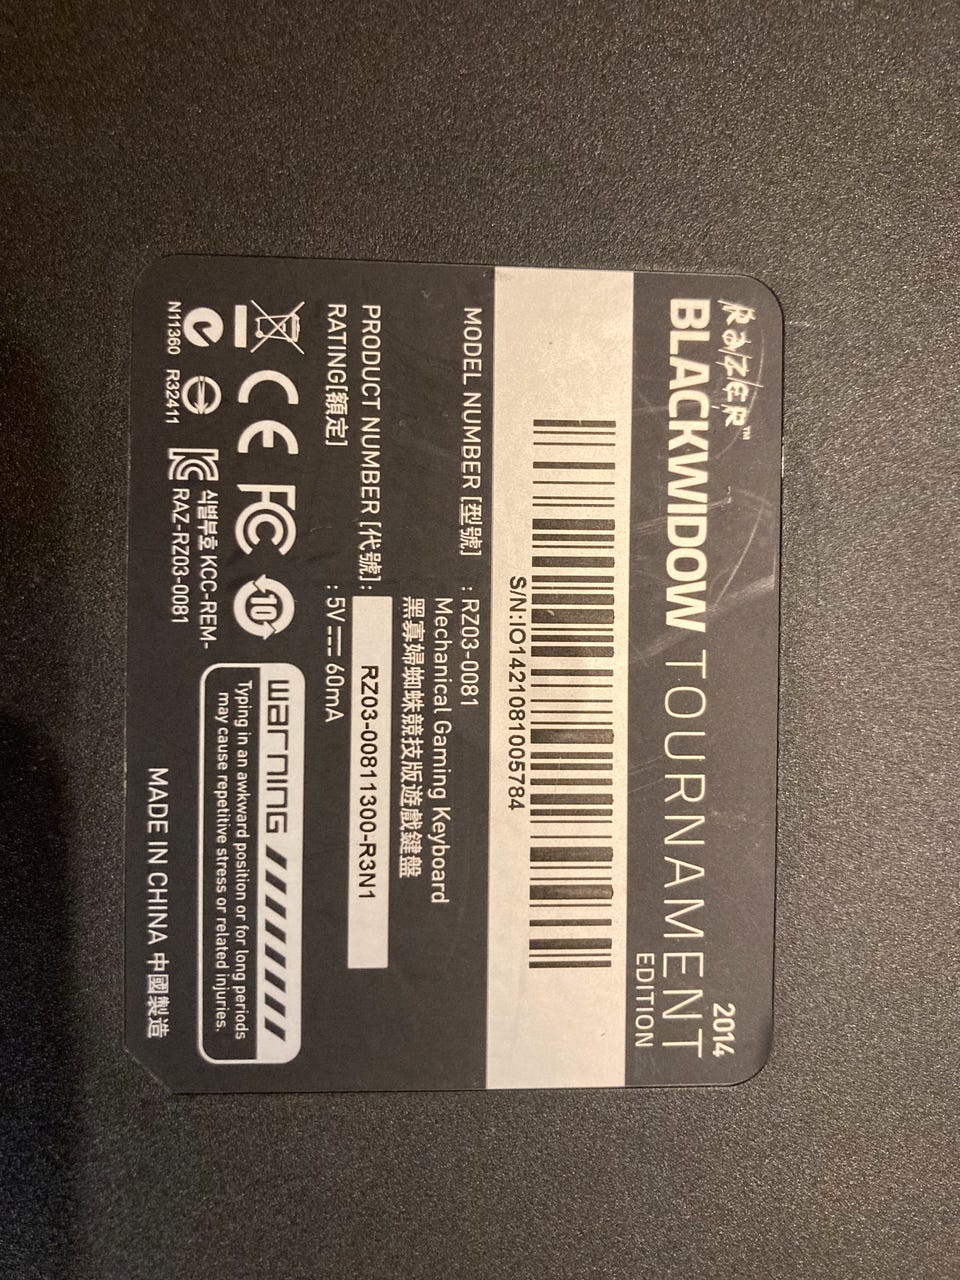 RAZER™
2014
BLACKWIDOW TOURNAMENT
EDITION
S/N:IO1421081005784
MODEL NUMBER [型號] : RZ03-0081
Mechanical Gaming Keyboard
黑寡婦蜘蛛競技版遊戲鍵盤
PRODUCT NUMBER [代號]: RZ03-00811300-R3N1
RATING[額定] : 5V ⎓ 60mA
CE FC 10
warning
Typing in an awkward position or for long periods
may cause repetitive stress or related injuries.
식별부호 KCC-REM-
RAZ-RZ03-0081
N11360 R32411
MADE IN CHINA 中國製造